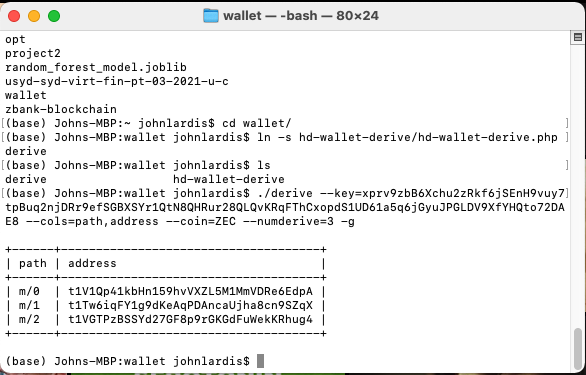 wallet — -bash — 80×24
opt
project2
random_forest_model.joblib
usyd-syd-virt-fin-pt-03-2021-u-c
wallet
zbank-blockchain
[(base) Johns-MBP:~ johnlardis$ cd wallet/ ]
[(base) Johns-MBP:wallet johnlardis$ ln -s hd-wallet-derive/hd-wallet-derive.php ]
derive
[(base) Johns-MBP:wallet johnlardis$ ls ]
derive hd-wallet-derive
[(base) Johns-MBP:wallet johnlardis$ ./derive --key=xprv9zbB6Xchu2zRkf6jSEnH9vuy7]
tpBuq2njDRr9efSGBXSYr1QtN8QHRur28QLQvKRqFThCxopdS1UD61a5q6jGyuJPGLDV9XfYHQto72DA
E8 --cols=path,address --coin=ZEC --numderive=3 -g
+------+-------------------------------------+
| path | address |
+------+-------------------------------------+
| m/0 | t1V1Qp41kbHn159hvVXZL5M1MmVDRe6EdpA |
| m/1 | t1Tw6iqFY1g9dKeAqPDAncaUjha8cn9SZqX |
| m/2 | t1VGTPzBSSYd27GF8p9rGKGdFuWekKRhug4 |
+------+-------------------------------------+
(base) Johns-MBP:wallet johnlardis$